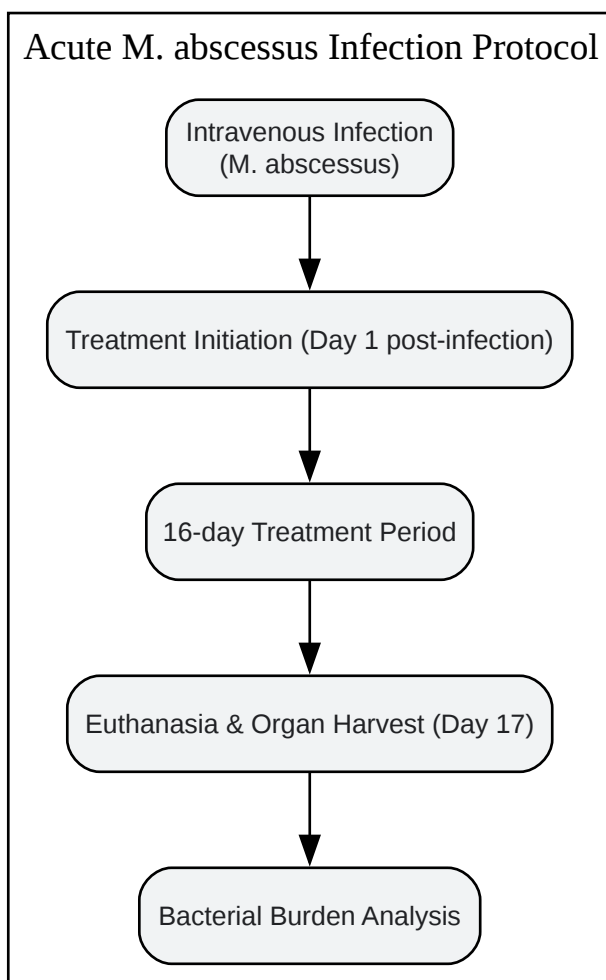 Acute M. abscessus Infection Protocol
Intravenous Infection
(M. abscessus)
Treatment Initiation (Day 1 post-infection)
16-day Treatment Period
Euthanasia & Organ Harvest (Day 17)
Bacterial Burden Analysis